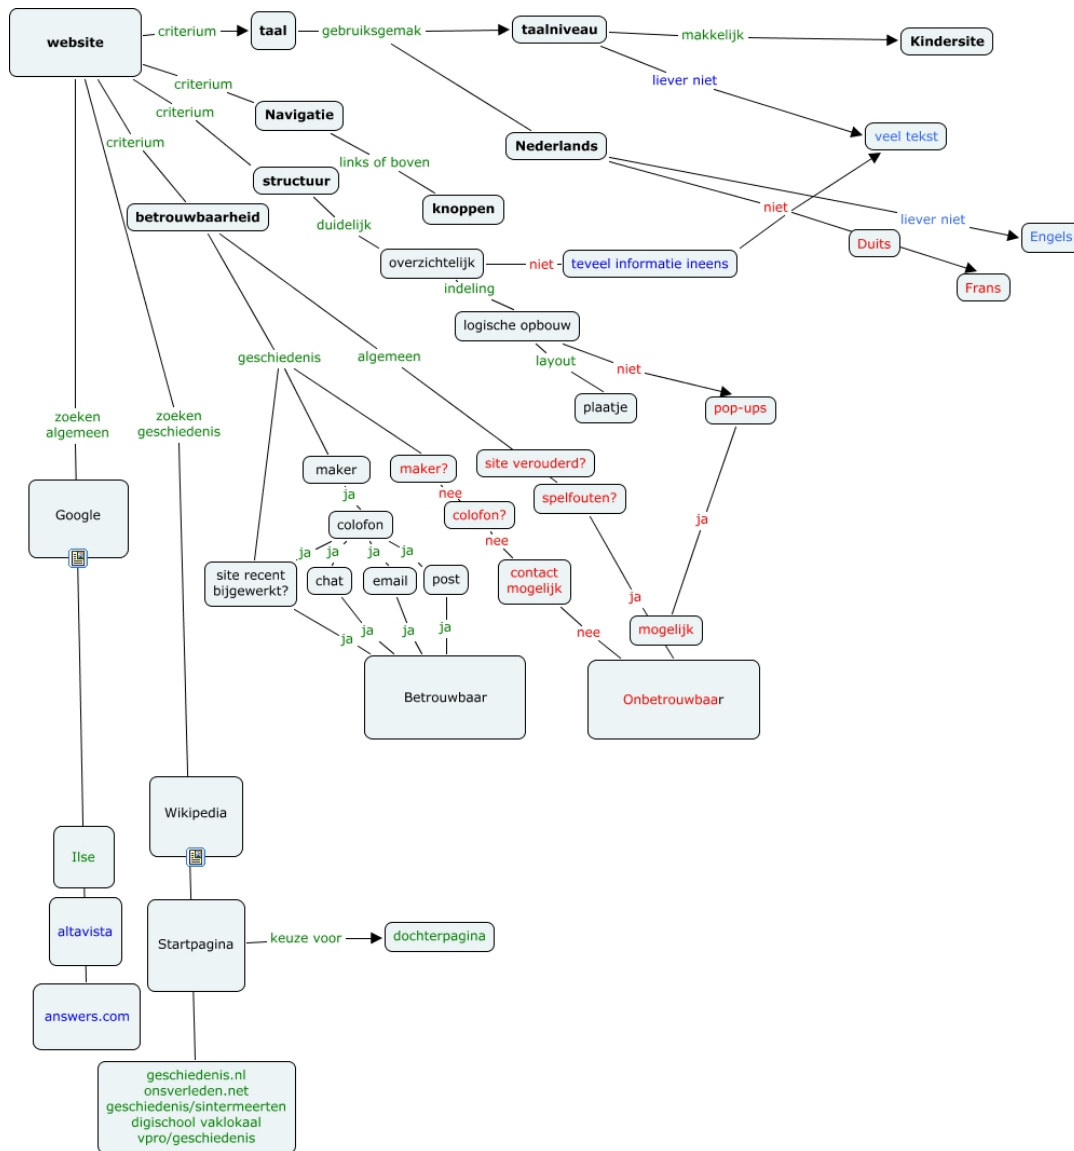 website
criterium
taal
gebruiksgemak
taalniveau
makkelijk
Kindersite
liever niet
criterium
Navigatie
criterium
criterium
links of boven
Nederlands
veel tekst
structuur
knoppen
betrouwbaarheid
duidelijk
niet
liever niet
Engels
Duits
overzichtelijk
niet
teveel informatie ineens
Frans
indeling
logische opbouw
geschiedenis
algemeen
layout
niet
plaatje
pop-ups
zoeken
algemeen
zoeken
geschiedenis
maker
maker?
site verouderd?
ja
nee
spelfouten?
Google
colofon
colofon?
ja
ja
ja
ja
ja
nee
site recent
bijgewerkt?
chat
email
post
contact
mogelijk
ja
ja
ja
ja
ja
nee
mogelijk
Betrouwbaar
Onbetrouwbaar
Wikipedia
Ilse
altavista
Startpagina
keuze voor
dochterpagina
answers.com
geschiedenis.nl
onsverleden.net
geschiedenis/sintermeerten
digischool vaklokaal
vpro/geschiedenis